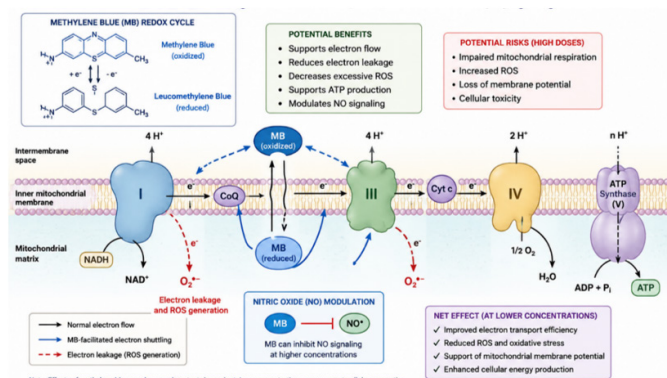 METHYLENE BLUE (MB) REDOX CYCLE
Methylene Blue
(oxidized)
+e⁻
-e⁻
Leucomethylene Blue
(reduced)
POTENTIAL BENEFITS
• Supports electron flow
• Reduces electron leakage
• Decreases excessive ROS
• Supports ATP production
• Modulates NO signaling
POTENTIAL RISKS (HIGH DOSES)
• Impaired mitochondrial respiration
• Increased ROS
• Loss of membrane potential
• Cellular toxicity
Intermembrane
space
Inner mitochondrial
membrane
Mitochondrial
matrix
4 H⁺
MB
(oxidized)
4 H⁺
2 H⁺
n H⁺
I
e⁻
CoQ
e⁻
III
e⁻
Cyt c
e⁻
IV
ATP
Synthase
(V)
MB
(reduced)
NADH
NAD⁺
e⁻
O₂•⁻
e⁻
O₂•⁻
1/2 O₂
H₂O
ADP + Pᵢ
ATP
Electron leakage
and ROS generation
Normal electron flow
MB-facilitated electron shuttling
Electron leakage (ROS generation)
NITRIC OXIDE (NO) MODULATION
MB
NO•
MB can inhibit NO signaling
at higher concentrations
NET EFFECT (AT LOWER CONCENTRATIONS)
✓ Improved electron transport efficiency
✓ Reduced ROS and oxidative stress
✓ Support of mitochondrial membrane potential
✓ Enhanced cellular energy production